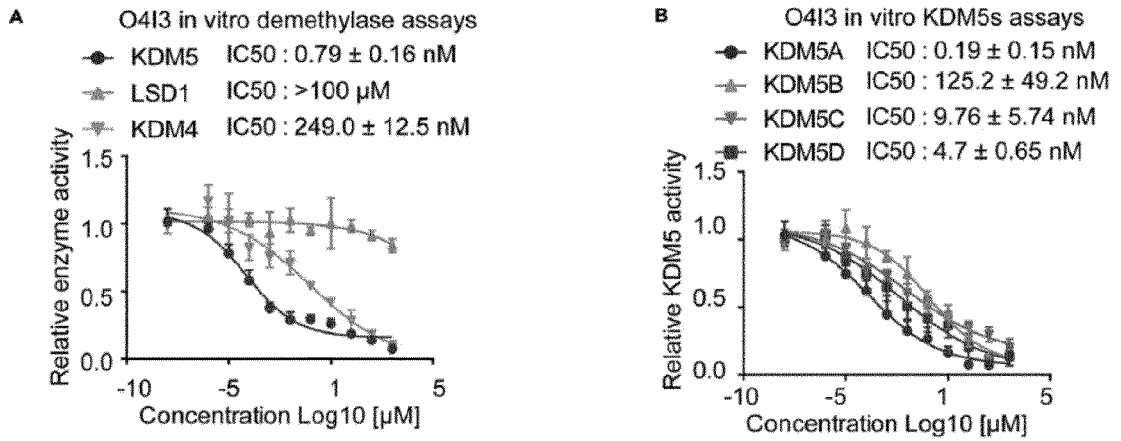 A
O4I3 in vitro demethylase assays
KDM5 IC50 : 0.79 ± 0.16 nM
LSD1 IC50 : >100 µM
KDM4 IC50 : 249.0 ± 12.5 nM
Relative enzyme activity
1.5
1.0
0.5
0.0
-10 -5 1 5
Concentration Log10 [µM]
B
O4I3 in vitro KDM5s assays
KDM5A IC50 : 0.19 ± 0.15 nM
KDM5B IC50 : 125.2 ± 49.2 nM
KDM5C IC50 : 9.76 ± 5.74 nM
KDM5D IC50 : 4.7 ± 0.65 nM
Relative KDM5 activity
1.5
1.0
0.5
0.0
-10 -5 1 5
Concentration Log10 [µM]